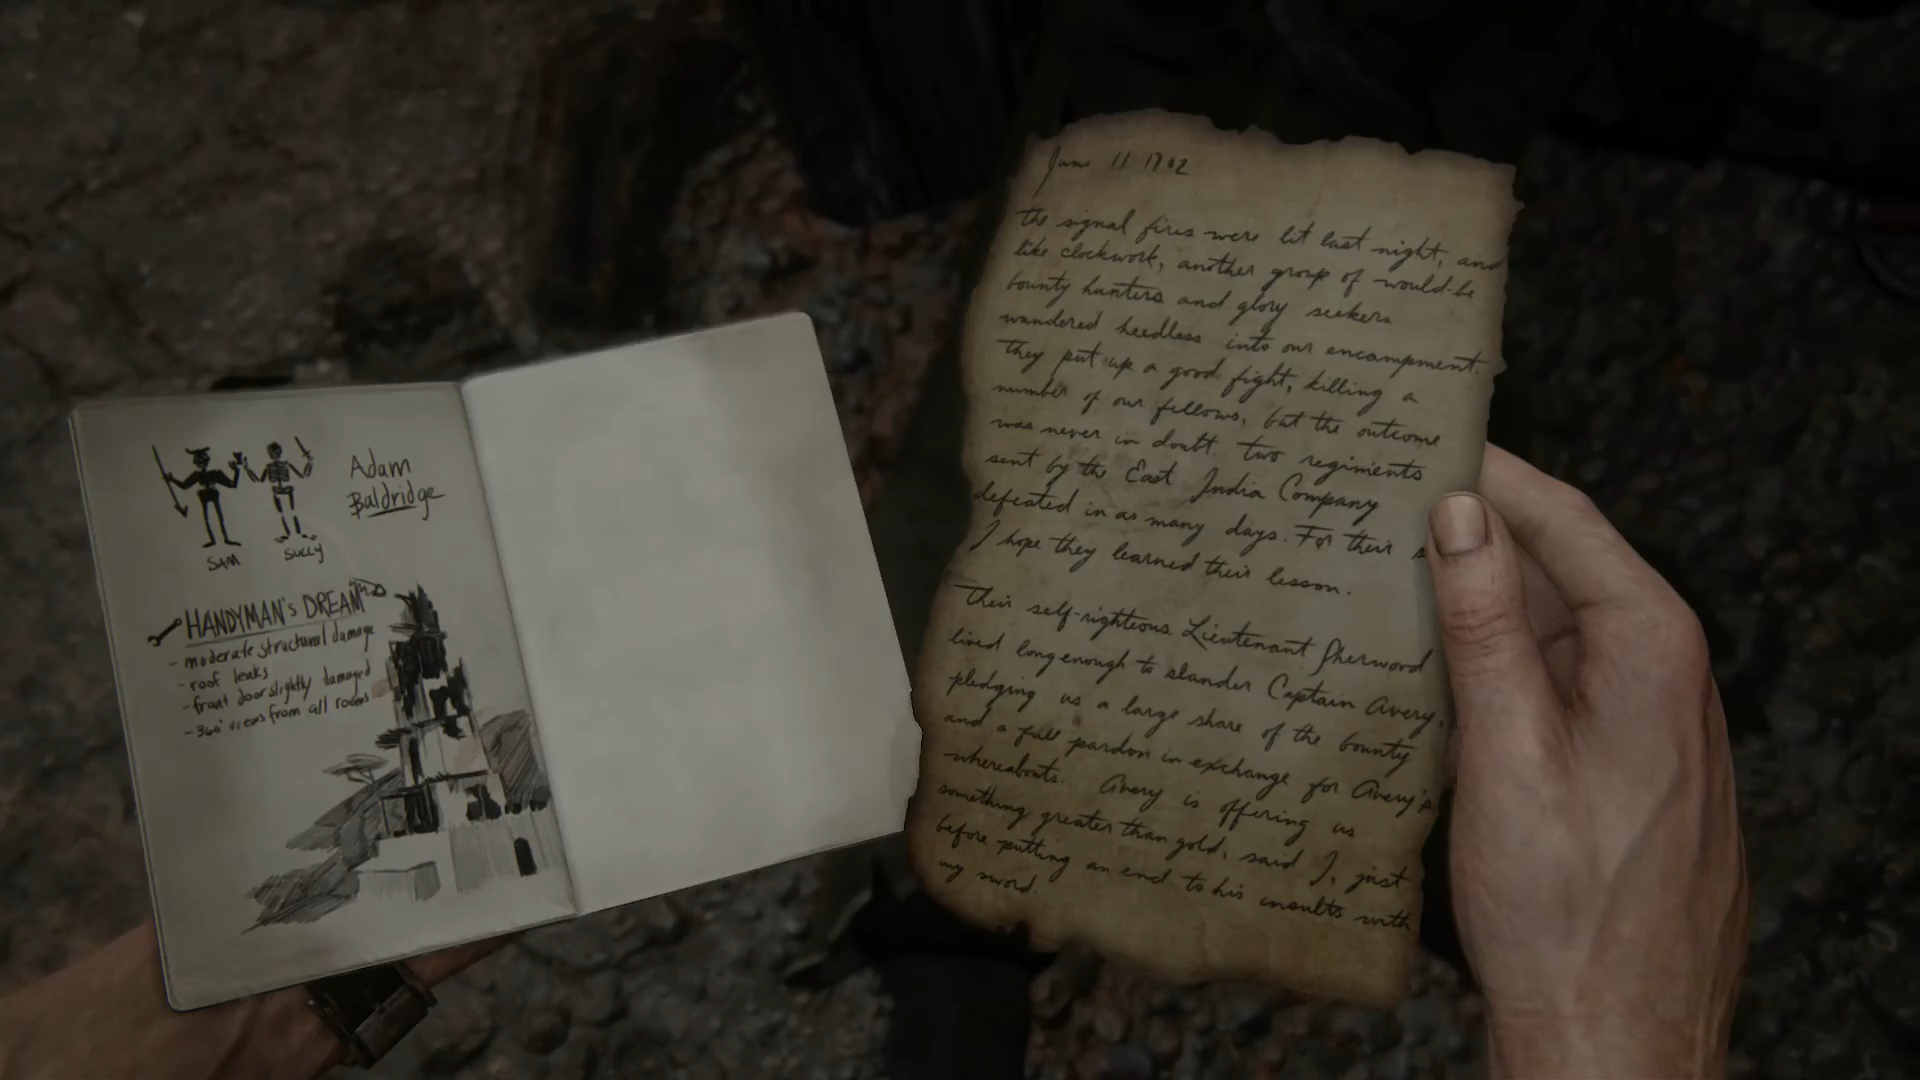 Adam
Baldridge
SAM
SULLY
HANDYMAN'S DREAM
- moderate structural damage
- roof leaks
- front door slightly damaged
- 360° views from all rooms
June 11 1702
The signal fires were lit last night, and
like clockwork, another group of would-be
bounty hunters and glory seekers
wandered heedless into our encampment.
They put up a good fight, killing a
number of our fellows, but the outcome
was never in doubt. Two regiments
sent by the East India Company
defeated in as many days. For their s
I hope they learned their lesson.
Their self-righteous Lieutenant Sherwood
lived long enough to slander Captain Avery,
pledging us a large share of the bounty
and a full pardon in exchange for Avery's
whereabouts. Avery is offering us
something greater than gold, said I, just
before putting an end to his insults with
my sword.